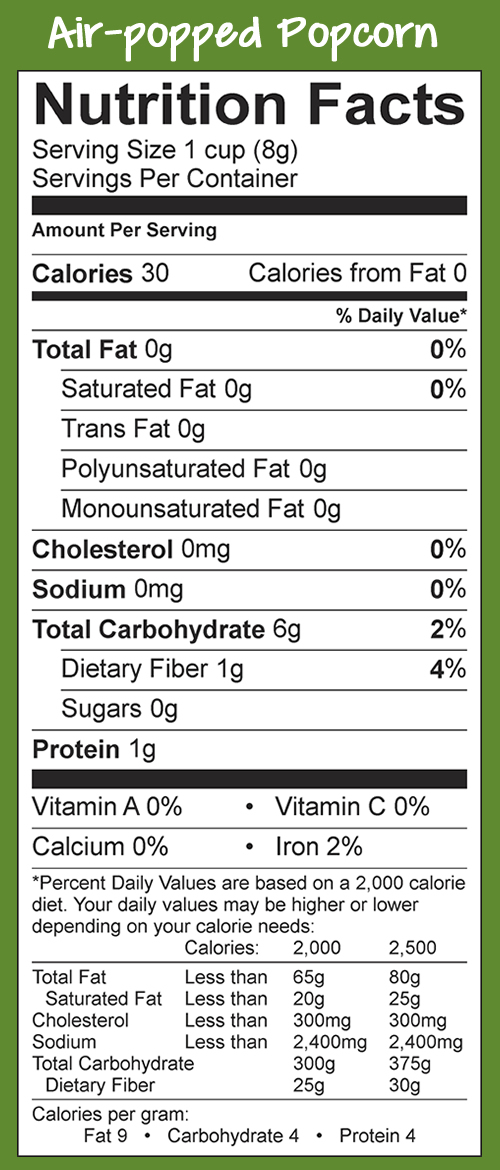 Air-popped Popcorn
Nutrition Facts
Serving Size 1 cup (8g)
Servings Per Container
Amount Per Serving
Calories 30 Calories from Fat 0
% Daily Value*
Total Fat 0g 0%
Saturated Fat 0g 0%
Trans Fat 0g
Polyunsaturated Fat 0g
Monounsaturated Fat 0g
Cholesterol 0mg 0%
Sodium 0mg 0%
Total Carbohydrate 6g 2%
Dietary Fiber 1g 4%
Sugars 0g
Protein 1g
Vitamin A 0% • Vitamin C 0%
Calcium 0% • Iron 2%
*Percent Daily Values are based on a 2,000 calorie
diet. Your daily values may be higher or lower
depending on your calorie needs:
Calories: 2,000 2,500
Total Fat Less than 65g 80g
Saturated Fat Less than 20g 25g
Cholesterol Less than 300mg 300mg
Sodium Less than 2,400mg 2,400mg
Total Carbohydrate 300g 375g
Dietary Fiber 25g 30g
Calories per gram:
Fat 9 • Carbohydrate 4 • Protein 4